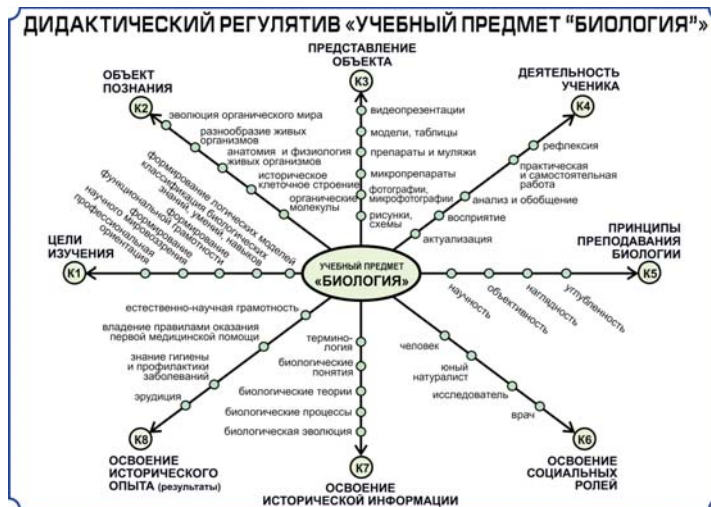 ДИДАКТИЧЕСКИЙ РЕГУЛЯТИВ «УЧЕБНЫЙ ПРЕДМЕТ "БИОЛОГИЯ"»
ОБЪЕКТ
ПОЗНАНИЯ
К2
эволюция органического мира
разнообразие живых
организмов
анатомия и физиология
живых организмов
историческое
клеточное строение
органические
молекулы
ПРЕДСТАВЛЕНИЕ
ОБЪЕКТА
К3
видеопрезентации
модели, таблицы
препараты и муляжи
микропрепараты
фотографии,
микрофотографии
рисунки,
схемы
ДЕЯТЕЛЬНОСТЬ
УЧЕНИКА
К4
рефлексия
практическая
и самостоятельная
работа
анализ и обобщение
восприятие
актуализация
ЦЕЛИ
ИЗУЧЕНИЯ
К1
профессиональная
ориентация
формирование
научного мировоззрения
формирование
функциональной грамотности
знаний, умений, навыков
формирование логических моделей
классификация биологических
УЧЕБНЫЙ ПРЕДМЕТ
«БИОЛОГИЯ»
ПРИНЦИПЫ
ПРЕПОДАВАНИЯ
БИОЛОГИИ
К5
научность
объективность
наглядность
углубленность
естественно-научная грамотность
владение правилами оказания
первой медицинской помощи
знание гигиены
и профилактики
заболеваний
эрудиция
К8
ОСВОЕНИЕ
ИСТОРИЧЕСКОГО
ОПЫТА (результаты)
термино-
логия
биологические
понятия
биологические теории
биологические процессы
биологическая эволюция
К7
ОСВОЕНИЕ
ИСТОРИЧЕСКОЙ ИНФОРМАЦИИ
человек
юный
натуралист
исследователь
врач
К6
ОСВОЕНИЕ
СОЦИАЛЬНЫХ
РОЛЕЙ